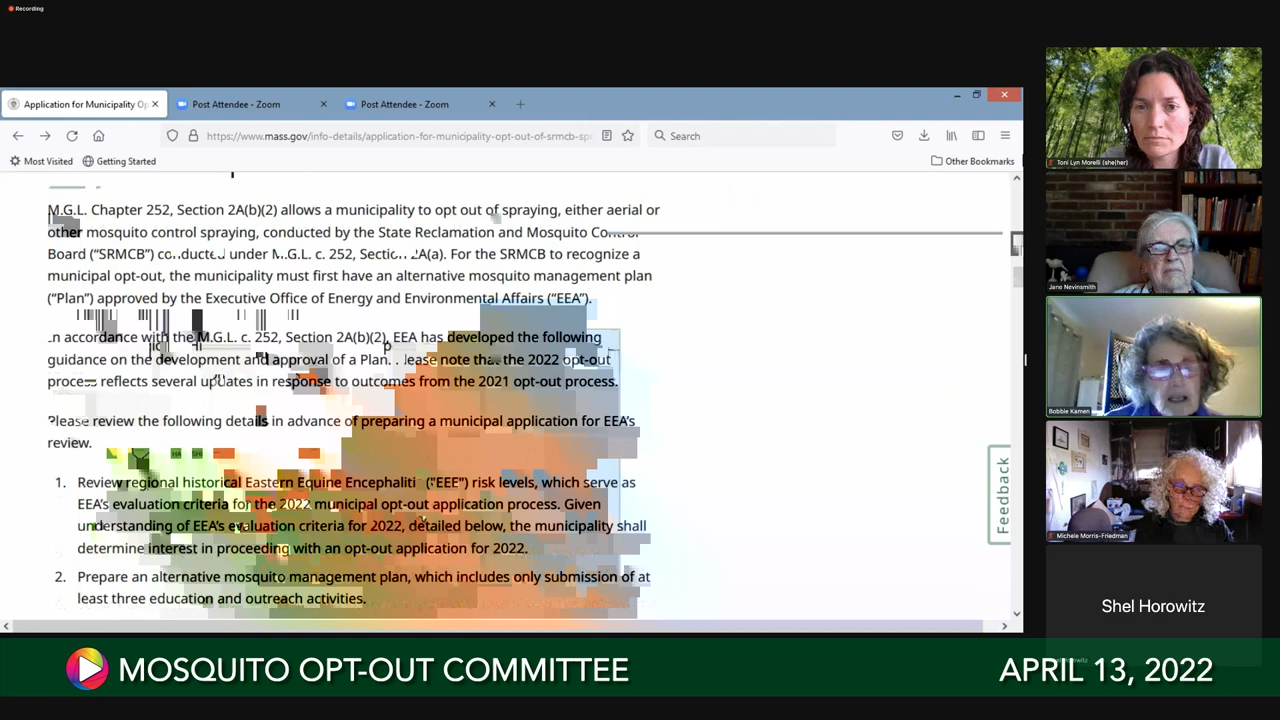 Recording
Application for Municipality Op
Post Attendee - Zoom
Post Attendee - Zoom
https://www.mass.gov/info-details/application-for-municipality-opt-out-of-srmcb-sp
Search
Most Visited
Getting Started
Other Bookmarks
M.G.L. Chapter 252, Section 2A(b)(2) allows a municipality to opt out of spraying, either aerial or
other mosquito control spraying, conducted by the State Reclamation and Mosquito Control
Board (“SRMCB”) conducted under M.G.L. c. 252, Section 2A(a). For the SRMCB to recognize a
municipal opt-out, the municipality must first have an alternative mosquito management plan
(“Plan”) approved by the Executive Office of Energy and Environmental Affairs (“EEA”).
In accordance with the M.G.L. c. 252, Section 2A(b)(2), EEA has developed the following
guidance on the development and approval of a Plan. Please note that the 2022 opt-out
process reflects several updates in response to outcomes from the 2021 opt-out process.
Please review the following details in advance of preparing a municipal application for EEA’s
review.
1. Review regional historical Eastern Equine Encephaliti (“EEE”) risk levels, which serve as
EEA’s evaluation criteria for the 2022 municipal opt-out application process. Given
understanding of EEA’s evaluation criteria for 2022, detailed below, the municipality shall
determine interest in proceeding with an opt-out application for 2022.
2. Prepare an alternative mosquito management plan, which includes only submission of at
least three education and outreach activities.
Feedback
Toni Lyn Morelli (she|her)
Jane Nevinsmith
Bobbie Kamen
Michele Morris-Friedman
Shel Horowitz
MOSQUITO OPT-OUT COMMITTEE
APRIL 13, 2022